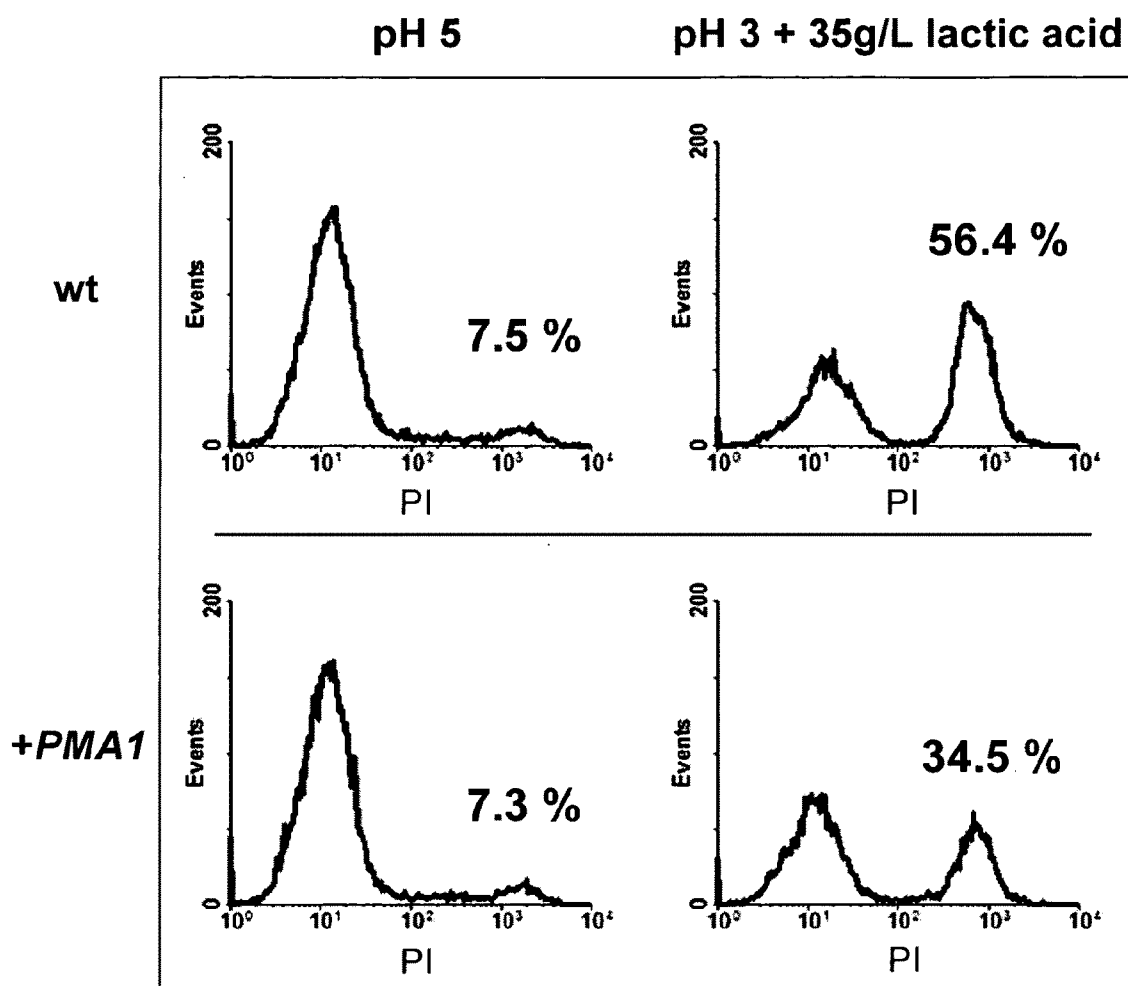 pH 5
pH 3 + 35g/L lactic acid
wt
200
Events
0
7.5 %
10⁰ 10¹ 10² 10³ 10⁴
PI
200
Events
0
56.4 %
10⁰ 10¹ 10² 10³ 10⁴
PI
+PMA1
200
Events
0
7.3 %
10⁰ 10¹ 10² 10³ 10⁴
PI
200
Events
0
34.5 %
10⁰ 10¹ 10² 10³ 10⁴
PI